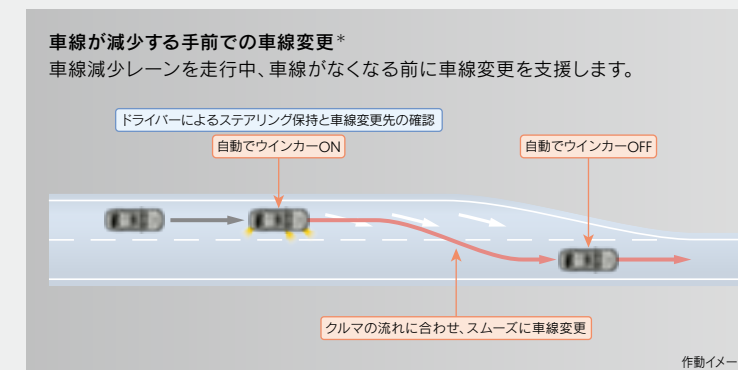 車線が減少する手前での車線変更*
車線減少レーンを走行中、車線がなくなる前に車線変更を支援します。
ドライバーによるステアリング保持と車線変更先の確認
自動でウインカーON
自動でウインカーOFF
クルマの流れに合わせ、スムーズに車線変更
作動イメー